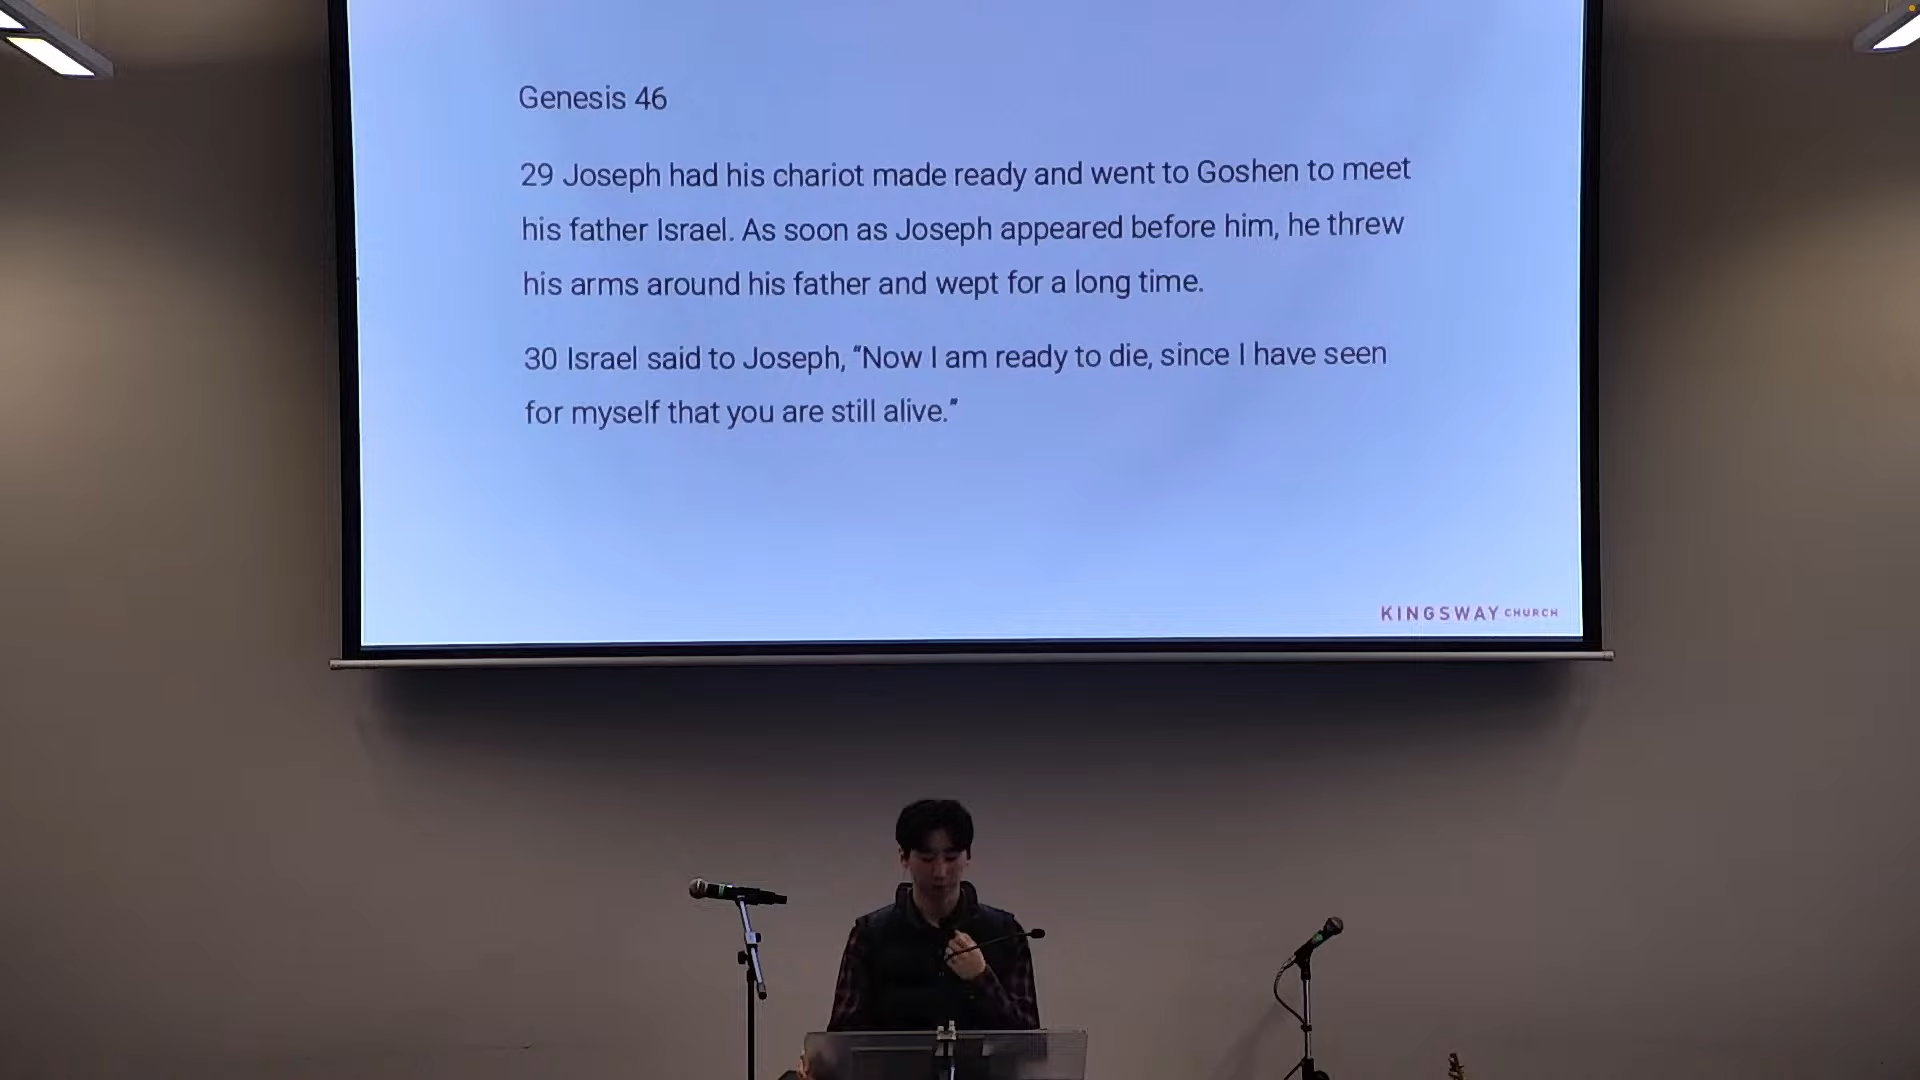 Genesis 46
29 Joseph had his chariot made ready and went to Goshen to meet
his father Israel. As soon as Joseph appeared before him, he threw
his arms around his father and wept for a long time.
30 Israel said to Joseph, “Now I am ready to die, since I have seen
for myself that you are still alive.”
KINGSWAY CHURCH